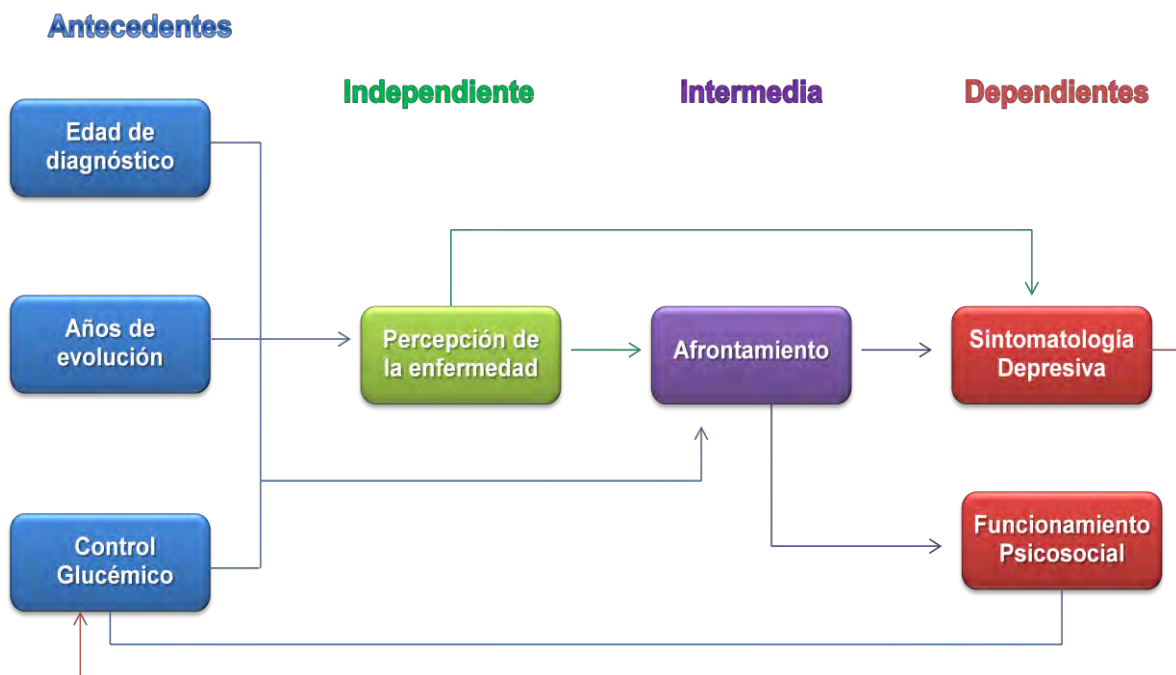 Antecedentes
Independiente
Intermedia
Dependientes
Edad de
diagnóstico
Años de
evolución
Percepción de
la enfermedad
Afrontamiento
Sintomatología
Depresiva
Control
Glucémico
Funcionamiento
Psicosocial